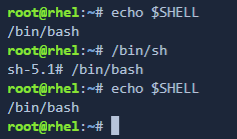 root@rhel:~# echo $SHELL
/bin/bash
root@rhel:~# /bin/sh
sh-5.1# /bin/bash
root@rhel:~# echo $SHELL
/bin/bash
root@rhel:~#